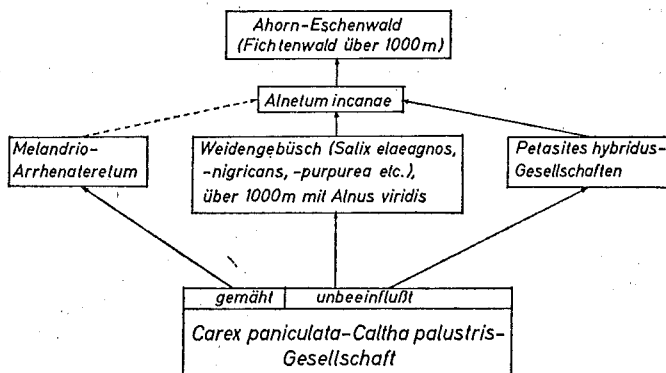 Ahorn-Eschenwald
(Fichtenwald über 1000m)
Alnetum incanae
Melandrio-
Arrhenateretum
Weidengebüsch (Salix elaeagnos,
-nigricans, -purpurea etc.),
über 1000m mit Alnus viridis
Petasites hybridus-
Gesellschaften
gemäht
unbeeinflußt
Carex paniculata-Caltha palustris-
Gesellschaft